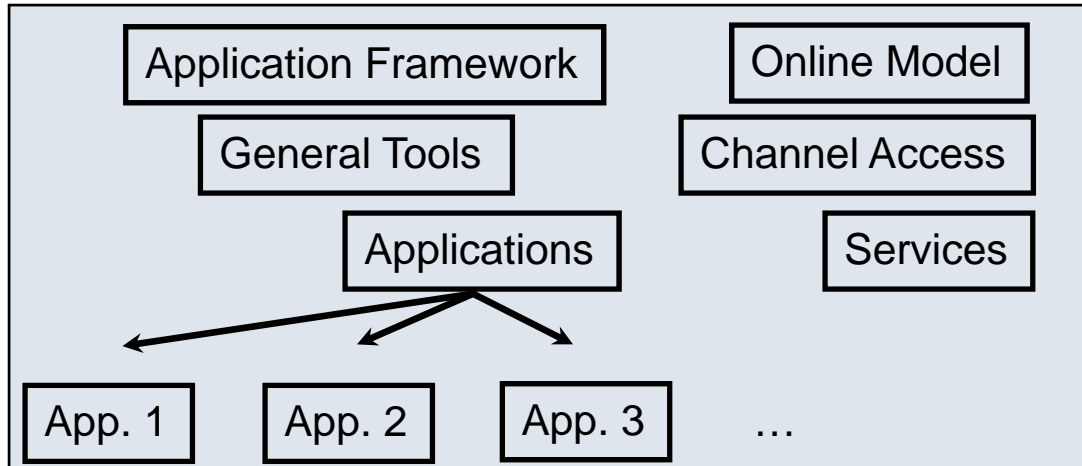 Application Framework
Online Model
General Tools
Channel Access
Applications
Services
App. 1
App. 2
App. 3
…